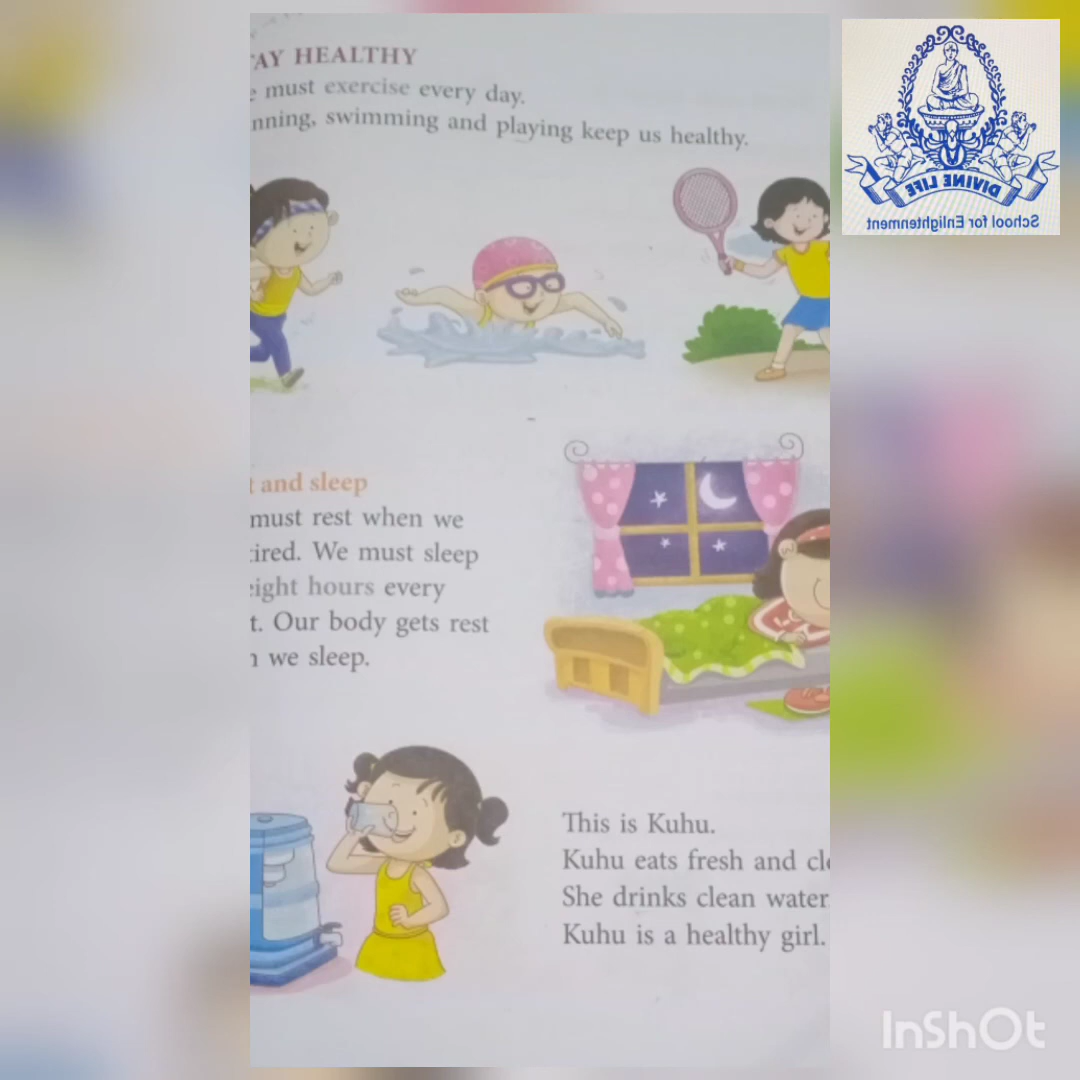 AY HEALTHY
must exercise every day.
nning, swimming and playing keep us healthy.
and sleep
must rest when we
ired. We must sleep
eight hours every
t. Our body gets rest
we sleep.
This is Kuhu.
Kuhu eats fresh and cle
She drinks clean water
Kuhu is a healthy girl.
DIVINE LIFE
School for Enlightenment
InShOt